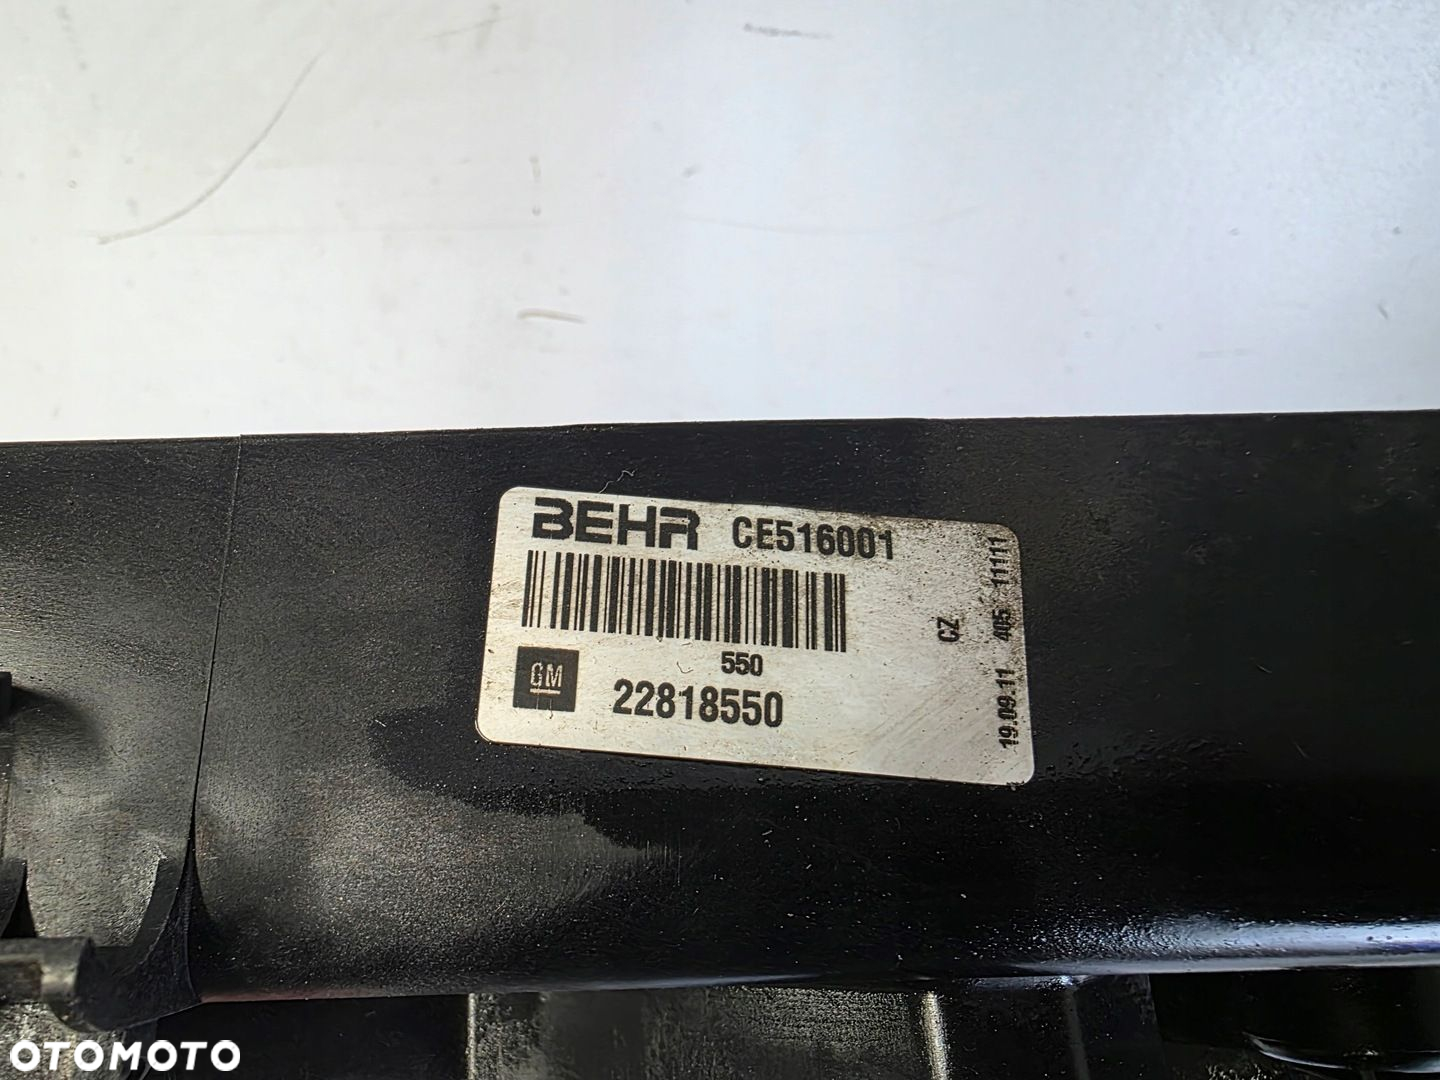 BEHR CE516001
550
GM 22818550
CZ
19.09.11 405 11111
OTOMOTO